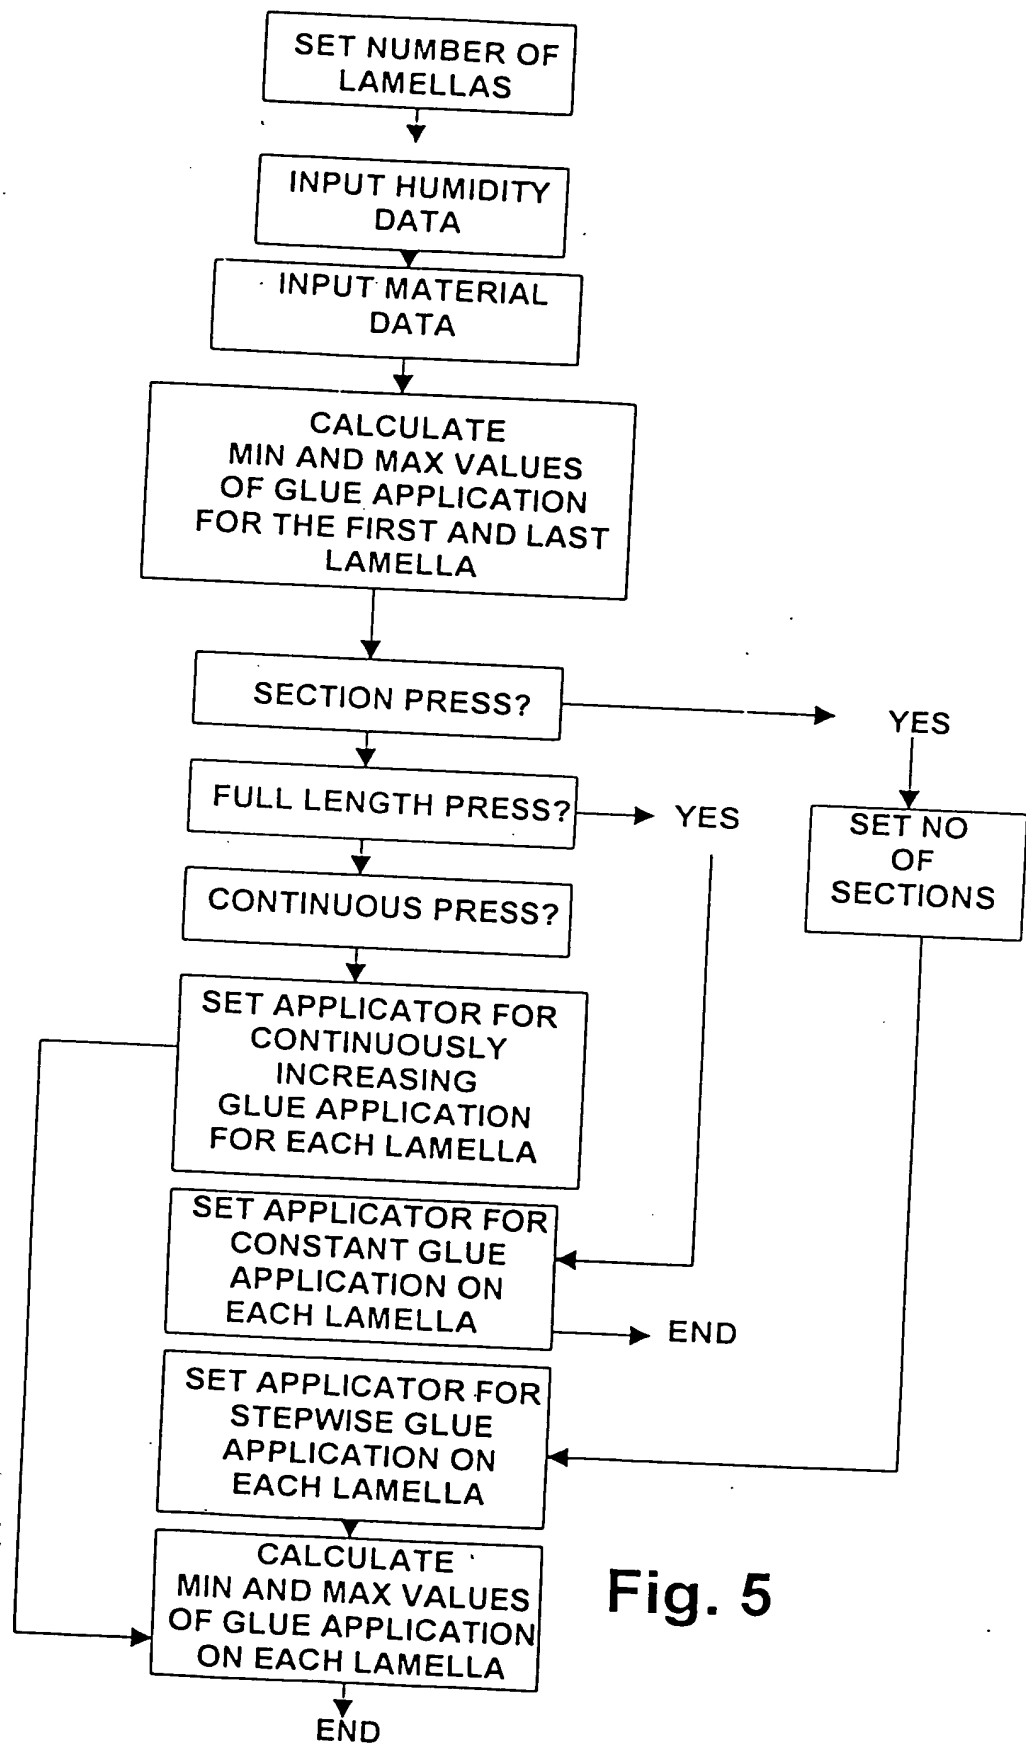 SET NUMBER OF
LAMELLAS
INPUT HUMIDITY
DATA
INPUT MATERIAL
DATA
CALCULATE
MIN AND MAX VALUES
OF GLUE APPLICATION
FOR THE FIRST AND LAST
LAMELLA
SECTION PRESS?
YES
FULL LENGTH PRESS?
YES
SET NO
OF
SECTIONS
CONTINUOUS PRESS?
SET APPLICATOR FOR
CONTINUOUSLY
INCREASING
GLUE APPLICATION
FOR EACH LAMELLA
SET APPLICATOR FOR
CONSTANT GLUE
APPLICATION ON
EACH LAMELLA
END
SET APPLICATOR FOR
STEPWISE GLUE
APPLICATION ON
EACH LAMELLA
CALCULATE
MIN AND MAX VALUES
OF GLUE APPLICATION
ON EACH LAMELLA
END
Fig. 5